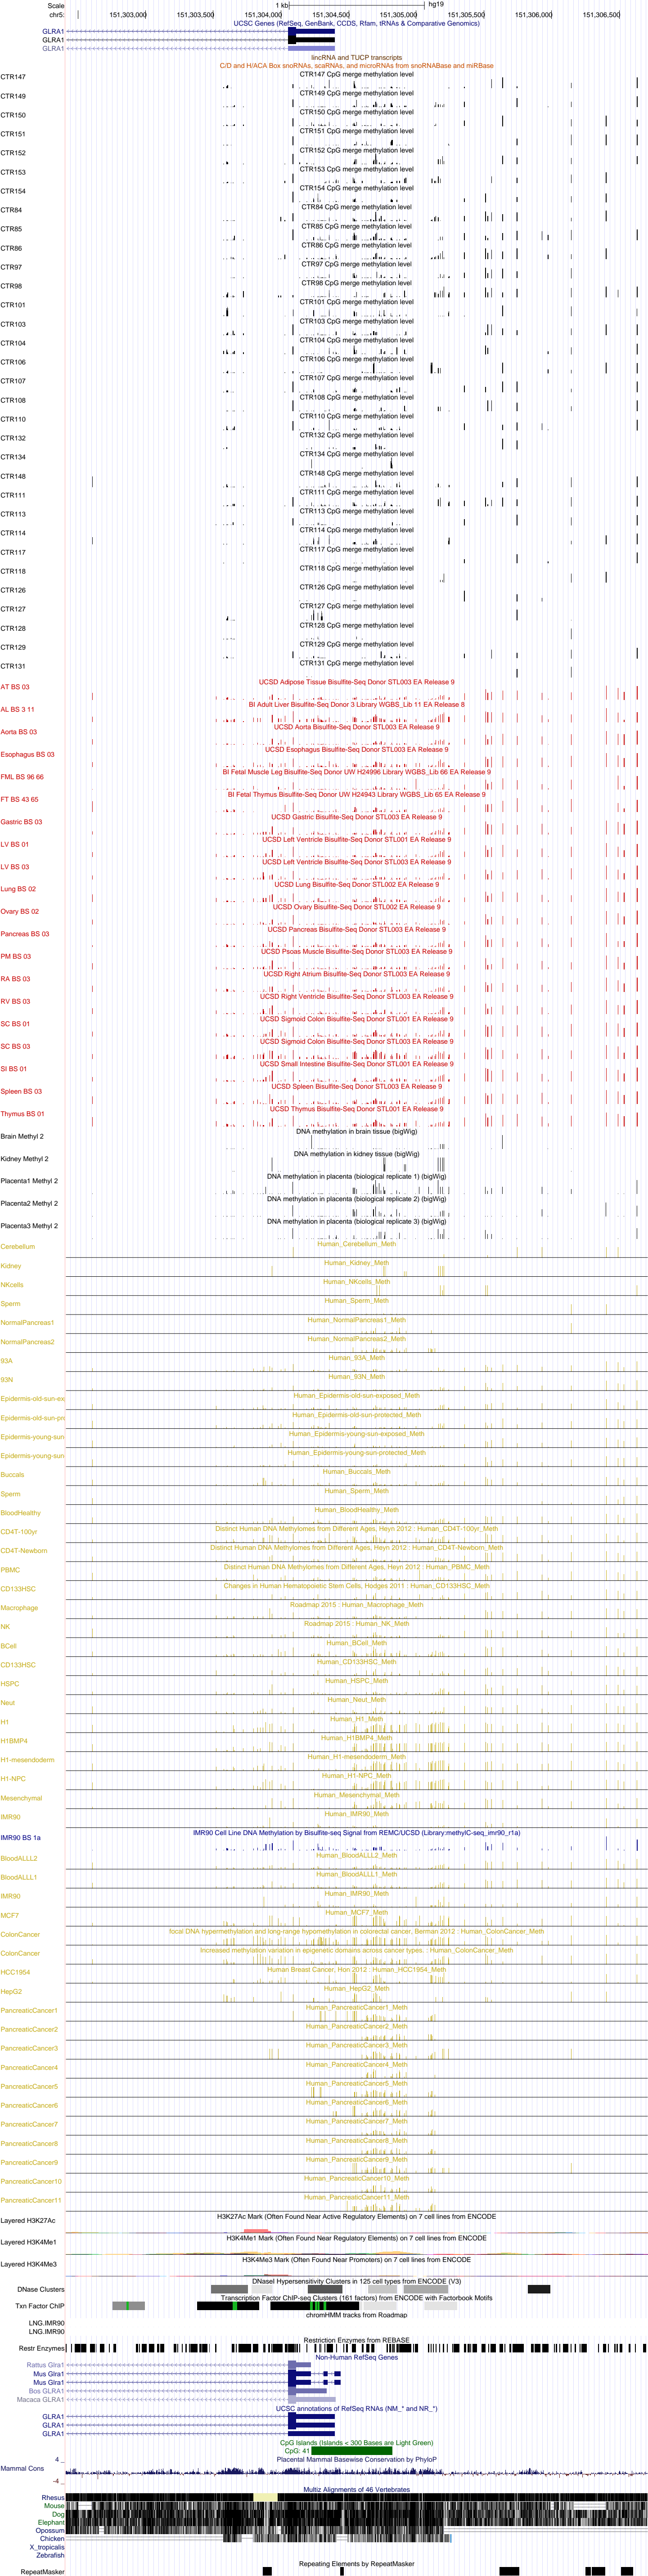 Scale 1 kb hg19
chr5: 151,303,000 151,303,500 151,304,000 151,304,500 151,305,000 151,305,500 151,306,000 151,306,500
UCSC Genes (RefSeq, GenBank, CCDS, Rfam, tRNAs & Comparative Genomics)
GLRA1
GLRA1
GLRA1
lincRNA and TUCP transcripts
C/D and H/ACA Box snoRNAs, scaRNAs, and microRNAs from snoRNABase and miRBase
CTR147 CpG merge methylation level
CTR147
CTR149 CpG merge methylation level
CTR149
CTR150 CpG merge methylation level
CTR150
CTR151 CpG merge methylation level
CTR151
CTR152 CpG merge methylation level
CTR152
CTR153 CpG merge methylation level
CTR153
CTR154 CpG merge methylation level
CTR154
CTR84 CpG merge methylation level
CTR84
CTR85 CpG merge methylation level
CTR85
CTR86 CpG merge methylation level
CTR86
CTR97 CpG merge methylation level
CTR97
CTR98 CpG merge methylation level
CTR98
CTR101 CpG merge methylation level
CTR101
CTR103 CpG merge methylation level
CTR103
CTR104 CpG merge methylation level
CTR104
CTR106 CpG merge methylation level
CTR106
CTR107 CpG merge methylation level
CTR107
CTR108 CpG merge methylation level
CTR108
CTR110 CpG merge methylation level
CTR110
CTR132 CpG merge methylation level
CTR132
CTR134 CpG merge methylation level
CTR134
CTR148 CpG merge methylation level
CTR148
CTR111 CpG merge methylation level
CTR111
CTR113 CpG merge methylation level
CTR113
CTR114 CpG merge methylation level
CTR114
CTR117 CpG merge methylation level
CTR117
CTR118 CpG merge methylation level
CTR118
CTR126 CpG merge methylation level
CTR126
CTR127 CpG merge methylation level
CTR127
CTR128 CpG merge methylation level
CTR128
CTR129 CpG merge methylation level
CTR129
CTR131 CpG merge methylation level
CTR131
UCSD Adipose Tissue Bisulfite-Seq Donor STL003 EA Release 9
AT BS 03
BI Adult Liver Bisulfite-Seq Donor 3 Library WGBS_Lib 11 EA Release 8
AL BS 3 11
UCSD Aorta Bisulfite-Seq Donor STL003 EA Release 9
Aorta BS 03
UCSD Esophagus Bisulfite-Seq Donor STL003 EA Release 9
Esophagus BS 03
BI Fetal Muscle Leg Bisulfite-Seq Donor UW H24996 Library WGBS_Lib 66 EA Release 9
FML BS 96 66
BI Fetal Thymus Bisulfite-Seq Donor UW H24943 Library WGBS_Lib 65 EA Release 9
FT BS 43 65
UCSD Gastric Bisulfite-Seq Donor STL003 EA Release 9
Gastric BS 03
UCSD Left Ventricle Bisulfite-Seq Donor STL001 EA Release 9
LV BS 01
UCSD Left Ventricle Bisulfite-Seq Donor STL003 EA Release 9
LV BS 03
UCSD Lung Bisulfite-Seq Donor STL002 EA Release 9
Lung BS 02
UCSD Ovary Bisulfite-Seq Donor STL002 EA Release 9
Ovary BS 02
UCSD Pancreas Bisulfite-Seq Donor STL003 EA Release 9
Pancreas BS 03
UCSD Psoas Muscle Bisulfite-Seq Donor STL003 EA Release 9
PM BS 03
UCSD Right Atrium Bisulfite-Seq Donor STL003 EA Release 9
RA BS 03
UCSD Right Ventricle Bisulfite-Seq Donor STL003 EA Release 9
RV BS 03
UCSD Sigmoid Colon Bisulfite-Seq Donor STL001 EA Release 9
SC BS 01
UCSD Sigmoid Colon Bisulfite-Seq Donor STL003 EA Release 9
SC BS 03
UCSD Small Intestine Bisulfite-Seq Donor STL001 EA Release 9
SI BS 01
UCSD Spleen Bisulfite-Seq Donor STL003 EA Release 9
Spleen BS 03
UCSD Thymus Bisulfite-Seq Donor STL001 EA Release 9
Thymus BS 01
DNA methylation in brain tissue (bigWig)
Brain Methyl 2
DNA methylation in kidney tissue (bigWig)
Kidney Methyl 2
DNA methylation in placenta (biological replicate 1) (bigWig)
Placenta1 Methyl 2
DNA methylation in placenta (biological replicate 2) (bigWig)
Placenta2 Methyl 2
DNA methylation in placenta (biological replicate 3) (bigWig)
Placenta3 Methyl 2
Human_Cerebellum_Meth
Cerebellum
Human_Kidney_Meth
Kidney
Human_NKcells_Meth
NKcells
Human_Sperm_Meth
Sperm
Human_NormalPancreas1_Meth
NormalPancreas1
Human_NormalPancreas2_Meth
NormalPancreas2
Human_93A_Meth
93A
Human_93N_Meth
93N
Human_Epidermis-old-sun-exposed_Meth
Epidermis-old-sun-ex
Human_Epidermis-old-sun-protected_Meth
Epidermis-old-sun-pr
Human_Epidermis-young-sun-exposed_Meth
Epidermis-young-sun
Human_Epidermis-young-sun-protected_Meth
Epidermis-young-sun
Human_Buccals_Meth
Buccals
Human_Sperm_Meth
Sperm
Human_BloodHealthy_Meth
BloodHealthy
Distinct Human DNA Methylomes from Different Ages, Heyn 2012 : Human_CD4T-100yr_Meth
CD4T-100yr
Distinct Human DNA Methylomes from Different Ages, Heyn 2012 : Human_CD4T-Newborn_Meth
CD4T-Newborn
Distinct Human DNA Methylomes from Different Ages, Heyn 2012 : Human_PBMC_Meth
PBMC
Changes in Human Hematopoietic Stem Cells, Hodges 2011 : Human_CD133HSC_Meth
CD133HSC
Roadmap 2015 : Human_Macrophage_Meth
Macrophage
Roadmap 2015 : Human_NK_Meth
NK
Human_BCell_Meth
BCell
Human_CD133HSC_Meth
CD133HSC
Human_HSPC_Meth
HSPC
Human_Neut_Meth
Neut
Human_H1_Meth
H1
Human_H1BMP4_Meth
H1BMP4
Human_H1-mesendoderm_Meth
H1-mesendoderm
Human_H1-NPC_Meth
H1-NPC
Human_Mesenchymal_Meth
Mesenchymal
Human_IMR90_Meth
IMR90
IMR90 Cell Line DNA Methylation by Bisulfite-seq Signal from REMC/UCSD (Library:methylC-seq_imr90_r1a)
IMR90 BS 1a
Human_BloodALLL2_Meth
BloodALLL2
Human_BloodALLL1_Meth
BloodALLL1
Human_IMR90_Meth
IMR90
Human_MCF7_Meth
MCF7
focal DNA hypermethylation and long-range hypomethylation in colorectal cancer, Berman 2012 : Human_ColonCancer_Meth
ColonCancer
Increased methylation variation in epigenetic domains across cancer types. : Human_ColonCancer_Meth
ColonCancer
Human Breast Cancer, Hon 2012 : Human_HCC1954_Meth
HCC1954
Human_HepG2_Meth
HepG2
Human_PancreaticCancer1_Meth
PancreaticCancer1
Human_PancreaticCancer2_Meth
PancreaticCancer2
Human_PancreaticCancer3_Meth
PancreaticCancer3
Human_PancreaticCancer4_Meth
PancreaticCancer4
Human_PancreaticCancer5_Meth
PancreaticCancer5
Human_PancreaticCancer6_Meth
PancreaticCancer6
Human_PancreaticCancer7_Meth
PancreaticCancer7
Human_PancreaticCancer8_Meth
PancreaticCancer8
Human_PancreaticCancer9_Meth
PancreaticCancer9
Human_PancreaticCancer10_Meth
PancreaticCancer10
Human_PancreaticCancer11_Meth
PancreaticCancer11
H3K27Ac Mark (Often Found Near Active Regulatory Elements) on 7 cell lines from ENCODE
Layered H3K27Ac
H3K4Me1 Mark (Often Found Near Regulatory Elements) on 7 cell lines from ENCODE
Layered H3K4Me1
H3K4Me3 Mark (Often Found Near Promoters) on 7 cell lines from ENCODE
Layered H3K4Me3
DNaseI Hypersensitivity Clusters in 125 cell types from ENCODE (V3)
DNase Clusters
Transcription Factor ChIP-seq Clusters (161 factors) from ENCODE with Factorbook Motifs
Txn Factor ChIP
chromHMM tracks from Roadmap
LNG.IMR90
LNG.IMR90
Restriction Enzymes from REBASE
Restr Enzymes
Non-Human RefSeq Genes
Rattus Glra1
Mus Glra1
Mus Glra1
Bos GLRA1
Macaca GLRA1
UCSC annotations of RefSeq RNAs (NM_* and NR_*)
GLRA1
GLRA1
GLRA1
CpG Islands (Islands < 300 Bases are Light Green)
CpG: 41
Placental Mammal Basewise Conservation by PhyloP
4 _
Mammal Cons
-4 _
Multiz Alignments of 46 Vertebrates
Rhesus
Mouse
Dog
Elephant
Opossum
Chicken
X_tropicalis
Zebrafish
Repeating Elements by RepeatMasker
RepeatMasker